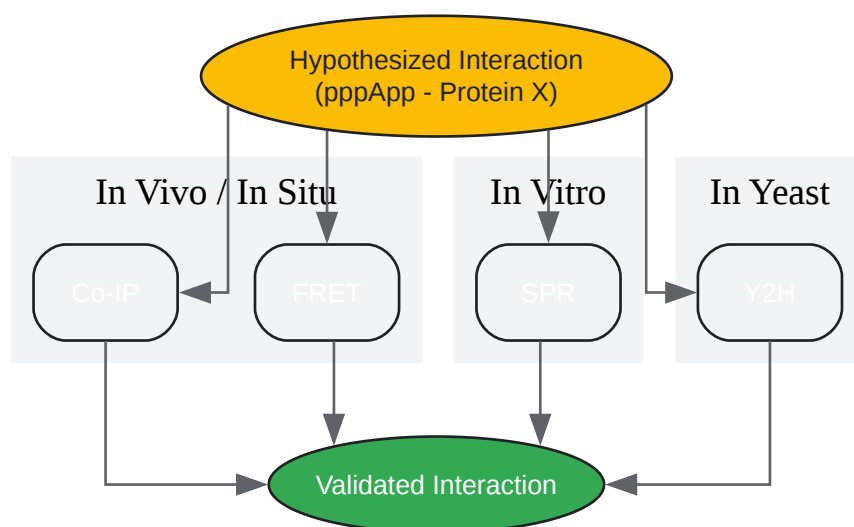 Hypothesized Interaction
(pppApp - Protein X)
In Vivo / In Situ
In Vitro
In Yeast
Co-IP
FRET
SPR
Y2H
Validated Interaction